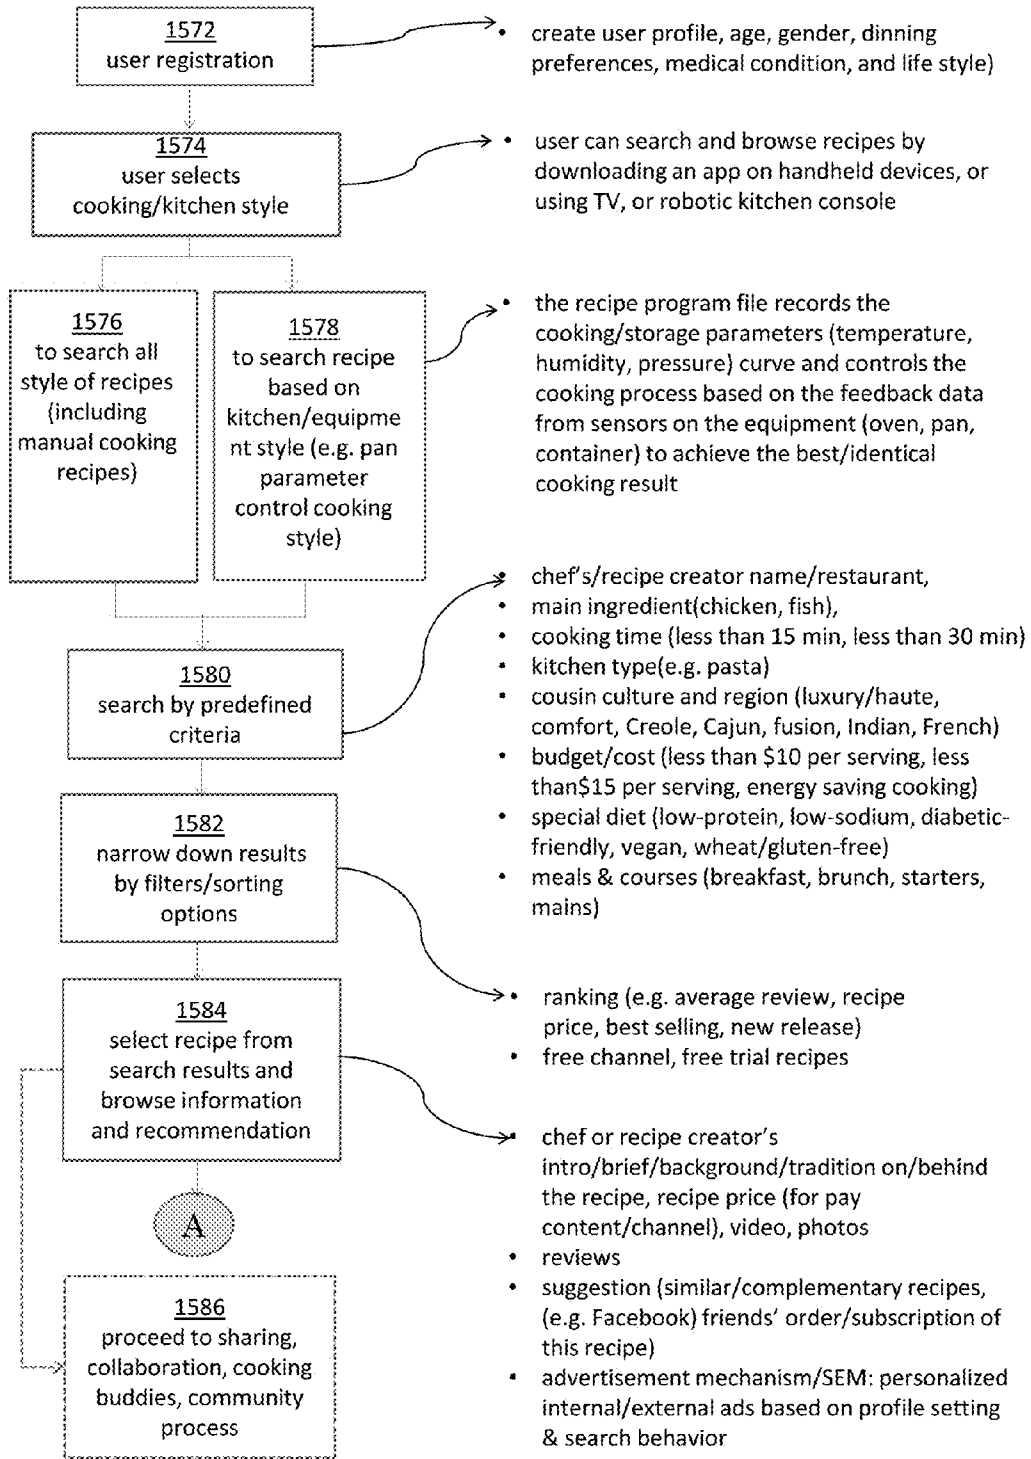 1572
user registration
• create user profile, age, gender, dinning
preferences, medical condition, and life style)
1574
user selects
cooking/kitchen style
• user can search and browse recipes by
downloading an app on handheld devices, or
using TV, or robotic kitchen console
1576
to search all
style of recipes
(including
manual cooking
recipes)
1578
to search recipe
based on
kitchen/equipme
nt style (e.g. pan
parameter
control cooking
style)
• the recipe program file records the
cooking/storage parameters (temperature,
humidity, pressure) curve and controls the
cooking process based on the feedback data
from sensors on the equipment (oven, pan,
container) to achieve the best/identical
cooking result
1580
search by predefined
criteria
• chef's/recipe creator name/restaurant,
• main ingredient(chicken, fish),
• cooking time (less than 15 min, less than 30 min)
• kitchen type(e.g. pasta)
• cousin culture and region (luxury/haute,
comfort, Creole, Cajun, fusion, Indian, French)
• budget/cost (less than $10 per serving, less
than$15 per serving, energy saving cooking)
• special diet (low-protein, low-sodium, diabetic-
friendly, vegan, wheat/gluten-free)
• meals & courses (breakfast, brunch, starters,
mains)
1582
narrow down results
by filters/sorting
options
• ranking (e.g. average review, recipe
price, best selling, new release)
• free channel, free trial recipes
1584
select recipe from
search results and
browse information
and recommendation
• chef or recipe creator's
intro/brief/background/tradition on/behind
the recipe, recipe price (for pay
content/channel), video, photos
• reviews
• suggestion (similar/complementary recipes,
(e.g. Facebook) friends' order/subscription of
this recipe)
• advertisement mechanism/SEM: personalized
internal/external ads based on profile setting
& search behavior
A
1586
proceed to sharing,
collaboration, cooking
buddies, community
process